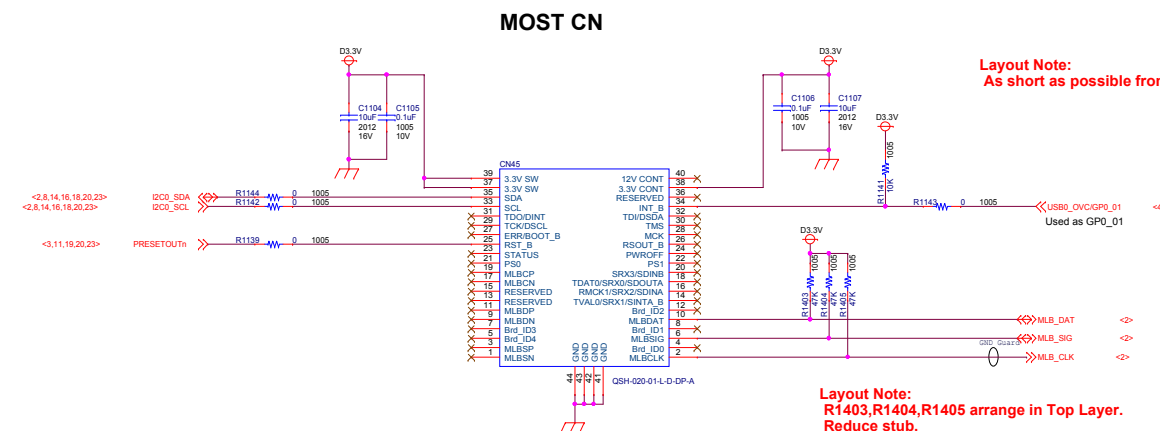 MOST CN
Layout Note:
As short as possible from
D3.3V
D3.3V
D3.3V
D3.3V
C1104
10uF
2012
16V
C1105
0.1uF
1005
10V
C1106
0.1uF
1005
10V
C1107
10uF
2012
16V
1005
R1141
10K
CN45
39 3.3V SW 12V CONT 40
37 3.3V SW 3.3V CONT 38
35 SDA RESERVED 36
33 SCL INT_B 34
31 TDO/DINT TDI/DSDA 32
29 TCK/DSCL TMS 30
27 ERR/BOOT_B MCK 28
25 RST_B RSOUT_B 26
23 STATUS PWROFF 24
21 PS0 PS1 22
19 MLBCP SRX3/SDINB 20
17 MLBCN TDAT0/SRX0/SDOUTA 18
15 RESERVED RMCK1/SRX2/SDINA 16
13 RESERVED TVAL0/SRX1/SINTA_B 14
11 MLBDP Brd_ID2 12
9 MLBDN MLBDAT 10
7 Brd_ID3 Brd_ID1 8
5 Brd_ID4 MLBSIG 6
3 MLBSP Brd_ID0 4
1 MLBSN MLBCLK 2
GND GND GND GND
44 43 42 41
QSH-020-01-L-D-DP-A
<2,8,14,16,18,20,23> I2C0_SDA R1144 0 1005
<2,8,14,16,18,20,23> I2C0_SCL R1142 0 1005
<3,11,19,20,23> PRESETOUTn R1139 0 1005
R1143 0 1005 USB0_OVC/GP0_01
Used as GP0_01
1005 1005 1005
R1403 47K
R1404 47K
R1405 47K
MLB_DAT <2>
MLB_SIG <2>
GND Guard
MLB_CLK <2>
Layout Note:
R1403,R1404,R1405 arrange in Top Layer.
Reduce stub.